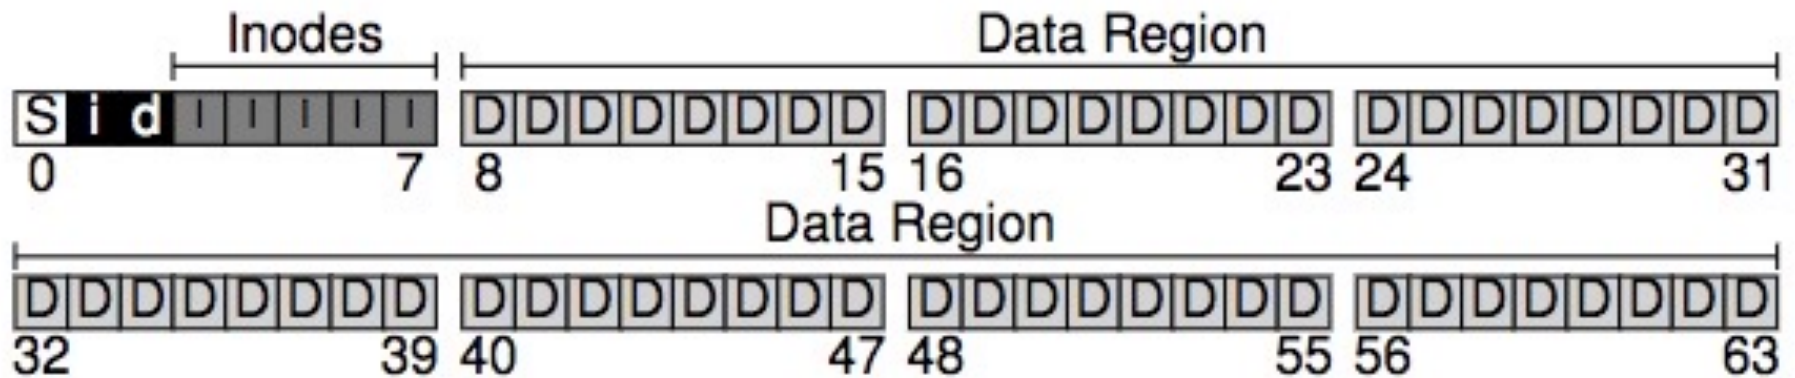 Inodes Data Region
S i d I I I I I D D D D D D D D D D D D D D D D D D D D D D D D
0 7 8 15 16 23 24 31
Data Region
D D D D D D D D D D D D D D D D D D D D D D D D D D D D D D D D
32 39 40 47 48 55 56 63